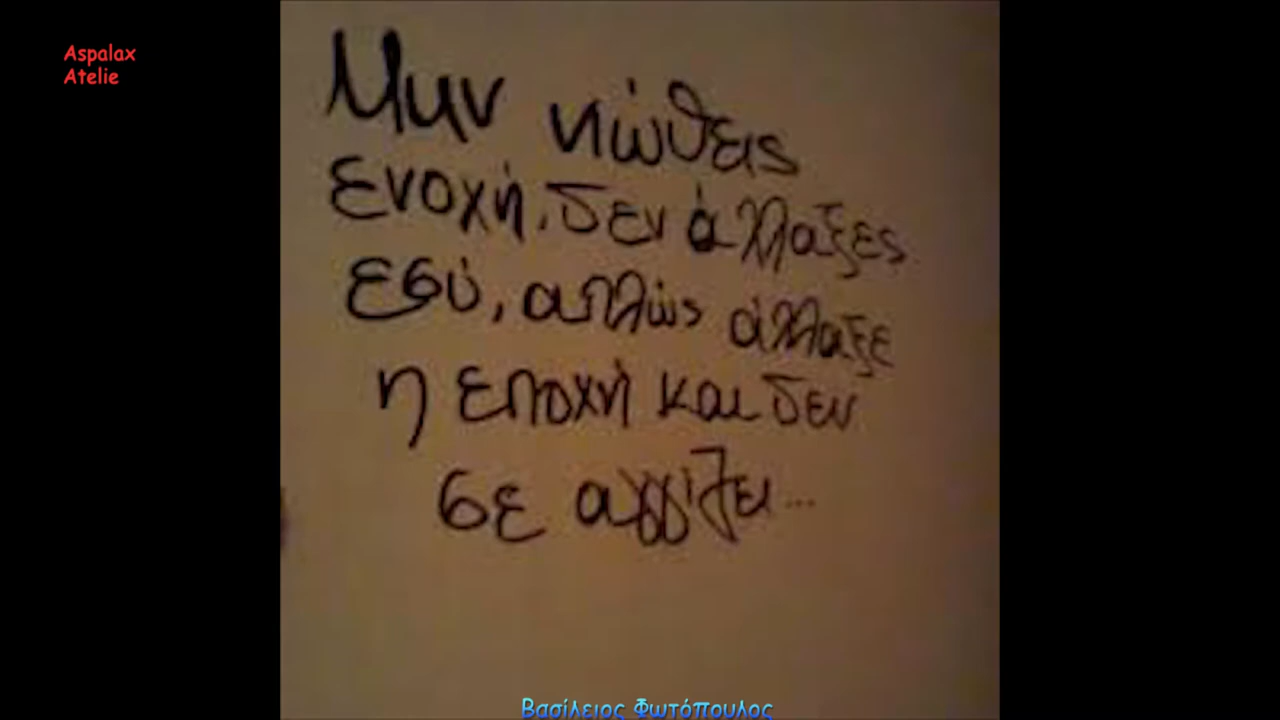 Aspalax
Atelie
Μην νιώθεις
ενοχή. δεν άλλαξες
εσύ, απλώς άλλαξε
η εποχή και δεν
σε αγγίζει...
Βασίλειος Φωτόπουλος